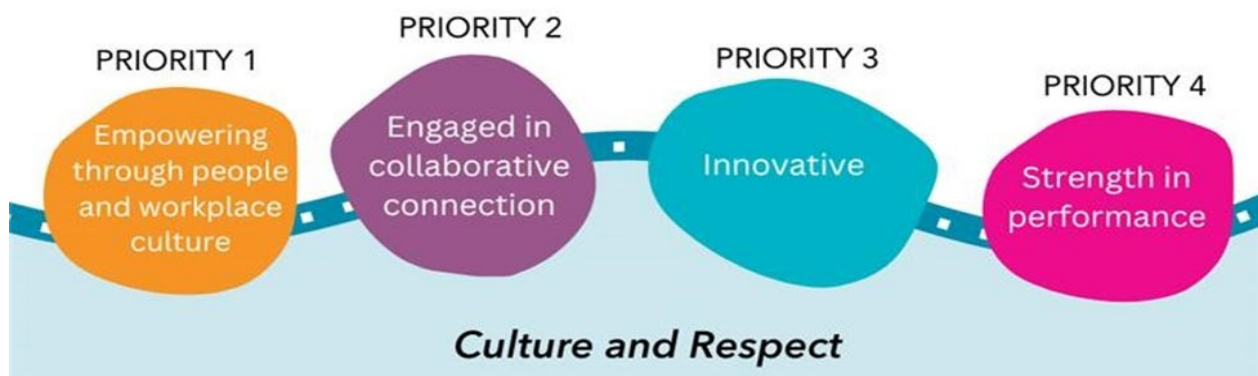 PRIORITY 1
Empowering
through people
and workplace
culture
PRIORITY 2
Engaged in
collaborative
connection
PRIORITY 3
Innovative
PRIORITY 4
Strength in
performance
Culture and Respect